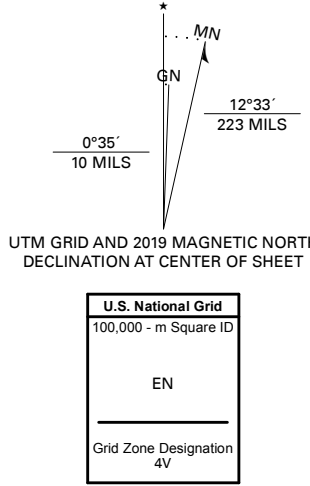 ★
MN
GN
12°33´
223 MILS
0°35´
10 MILS
UTM GRID AND 2019 MAGNETIC NORTH
DECLINATION AT CENTER OF SHEET
U.S. National Grid
100,000 - m Square ID
EN
Grid Zone Designation
4V